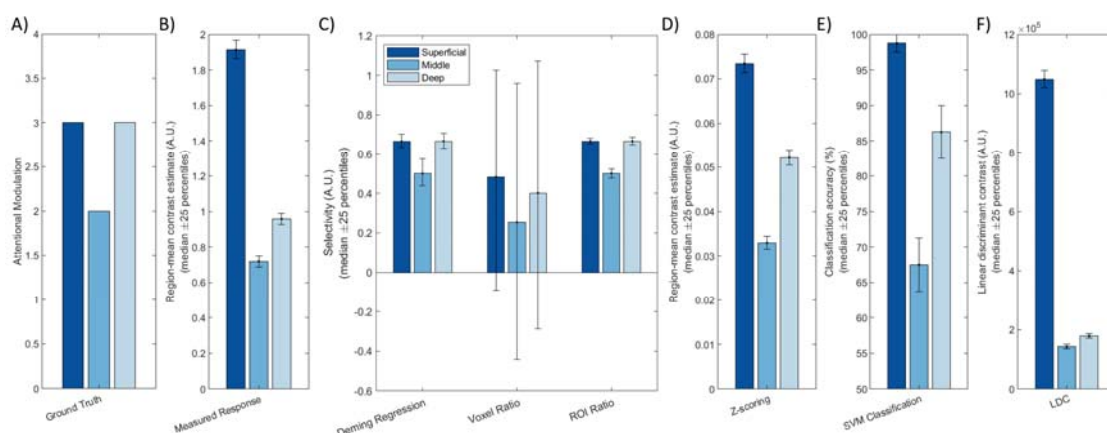 A)
Attentional Modulation
4
3.5
3
2.5
2
1.5
1
0.5
0
Ground Truth
B)
Region-mean contrast estimate (A.U.)
(median ±25 percentiles)
2
1.8
1.6
1.4
1.2
1
0.8
0.6
0.4
0.2
0
Measured Response
C)
Selectivity (A.U.)
(median ±25 percentiles)
1.2
1
0.8
0.6
0.4
0.2
0
-0.2
-0.4
-0.6
Superficial
Middle
Deep
Deming Regression
Voxel Ratio
ROI Ratio
D)
Region-mean contrast estimate (A.U.)
(median ±25 percentiles)
0.08
0.07
0.06
0.05
0.04
0.03
0.02
0.01
0
Z-scoring
E)
Classification accuracy (%)
(median ±25 percentiles)
100
95
90
85
80
75
70
65
60
55
50
SVM Classification
F)
Linear discriminant contrast (A.U.)
(median ±25 percentiles)
12 ×10⁵
10
8
6
4
2
0
LDC